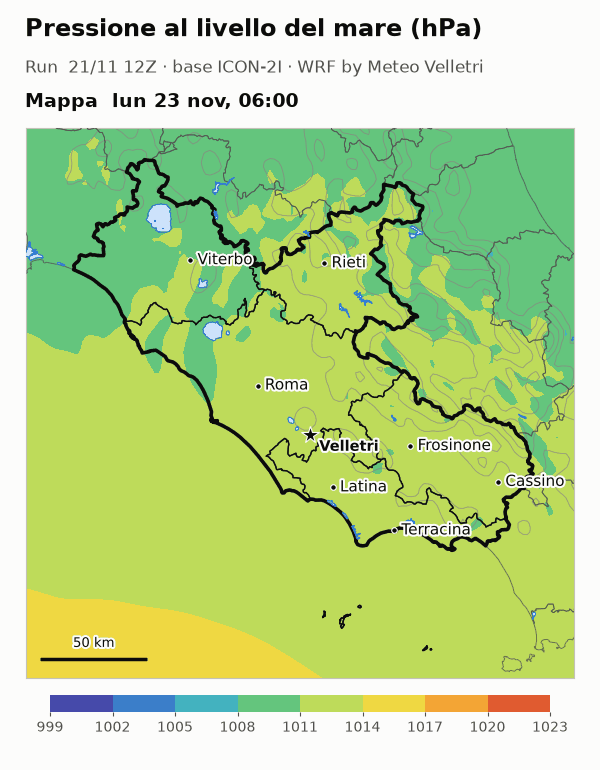 Pressione al livello del mare (hPa)
Run  21/11 12Z · base ICON-2I · WRF by Meteo Velletri
Mappa  lun 23 nov, 06:00
Viterbo
Rieti
Roma
Velletri
Frosinone
Cassino
Latina
Terracina
50 km
999 1002 1005 1008 1011 1014 1017 1020 1023